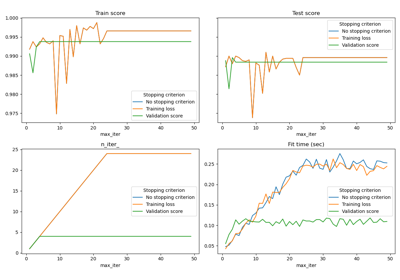 Train score
1.000
0.995
0.990
0.985
0.980
0.975
Stopping criterion
No stopping criterion
Training loss
Validation score
0 10 20 30 40 50
max_iter
Test score
Stopping criterion
No stopping criterion
Training loss
Validation score
0 10 20 30 40 50
max_iter
n_iter_
25
20
15
10
5
0
Stopping criterion
No stopping criterion
Training loss
Validation score
0 10 20 30 40 50
max_iter
Fit time (sec)
0.25
0.20
0.15
0.10
0.05
Stopping criterion
No stopping criterion
Training loss
Validation score
0 10 20 30 40 50
max_iter